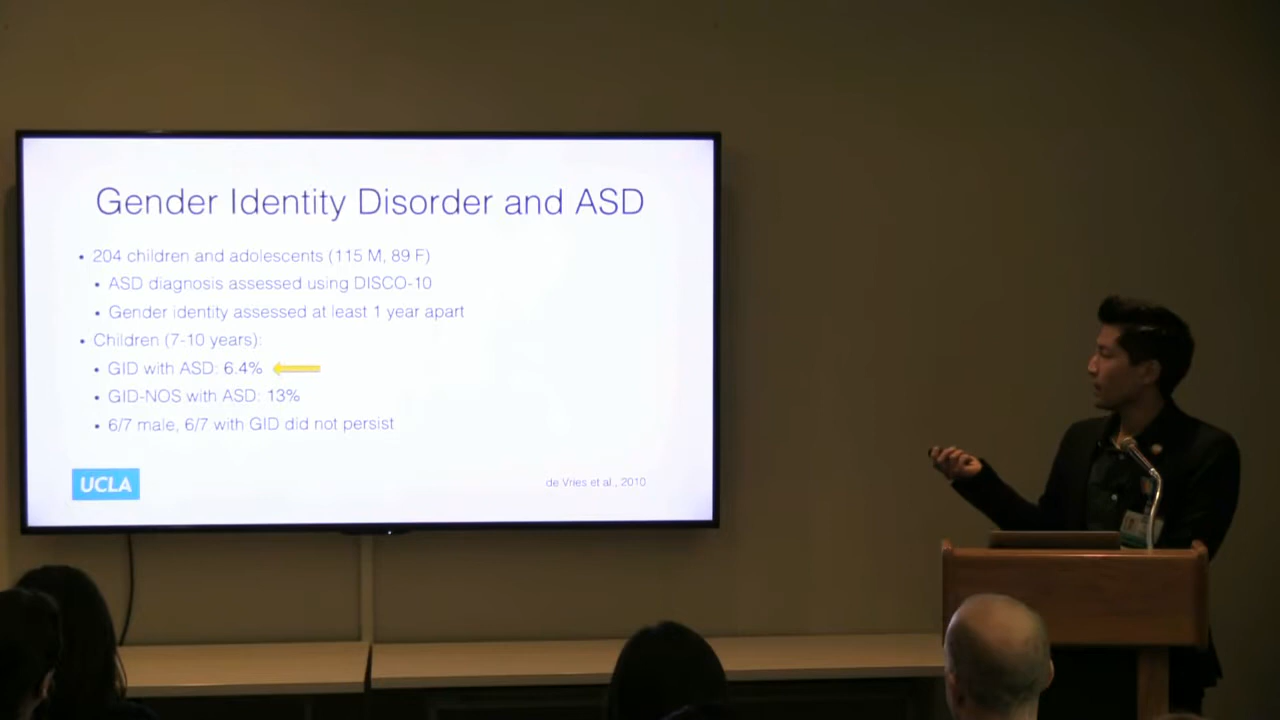 Gender Identity Disorder and ASD
• 204 children and adolescents (115 M, 89 F)
• ASD diagnosis assessed using DISCO-10
• Gender identity assessed at least 1 year apart
• Children (7-10 years):
• GID with ASD: 6.4%
• GID-NOS with ASD: 13%
• 6/7 male, 6/7 with GID did not persist
UCLA
de Vries et al., 2010